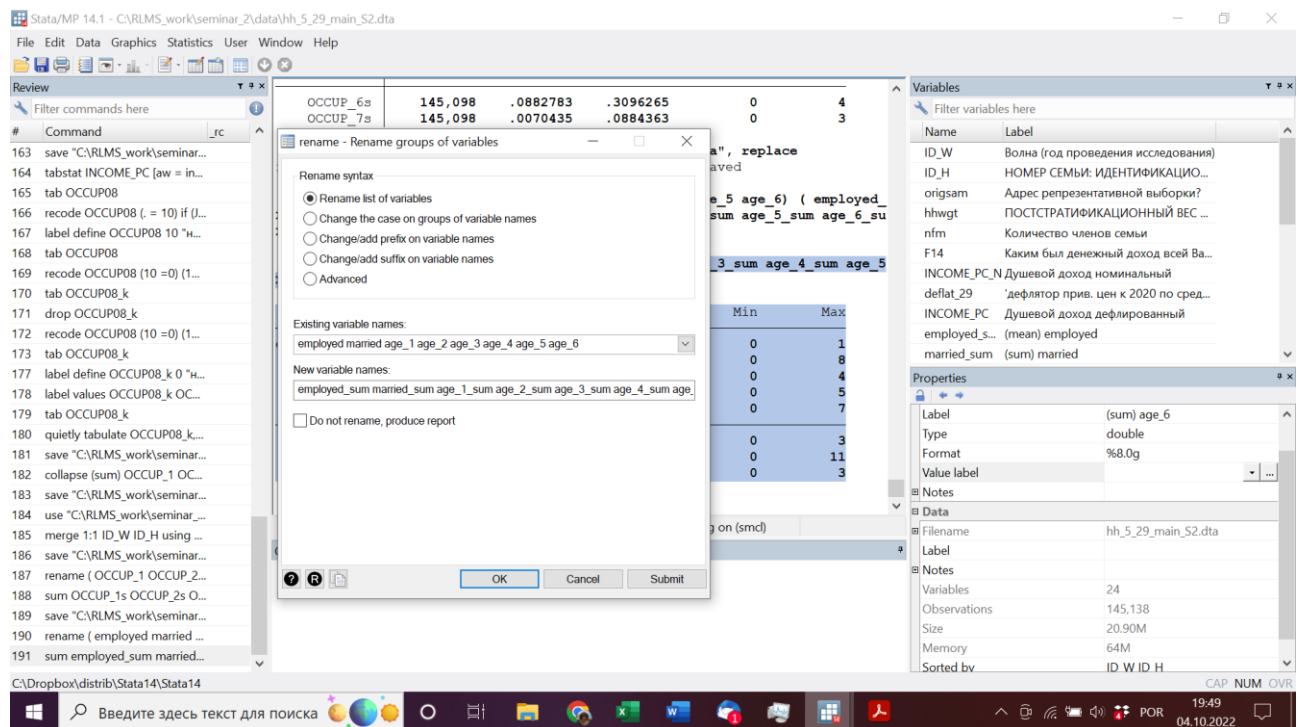 Stata/MP 14.1 - C:\RLMS_work\seminar_2\data\hh_5_29_main_S2.dta
File Edit Data Graphics Statistics User Window Help
Review
Filter commands here
# Command _rc
163 save "C:\RLMS_work\seminar...
164 tabstat INCOME_PC [aw = in...
165 tab OCCUP08
166 recode OCCUP08 (. = 10) if (J...
167 label define OCCUP08 10 "н...
168 tab OCCUP08
169 recode OCCUP08 (10 =0) (1...
170 tab OCCUP08_k
171 drop OCCUP08_k
172 recode OCCUP08 (10 =0) (1...
173 tab OCCUP08_k
177 label define OCCUP08_k 0 "н...
178 label values OCCUP08_k OC...
179 tab OCCUP08_k
180 quietly tabulate OCCUP08_k,...
181 save "C:\RLMS_work\seminar...
182 collapse (sum) OCCUP_1 OC...
183 save "C:\RLMS_work\seminar...
184 use "C:\RLMS_work\seminar_...
185 merge 1:1 ID_W ID_H using ...
186 save "C:\RLMS_work\seminar...
187 rename ( OCCUP_1 OCCUP_2...
188 sum OCCUP_1s OCCUP_2s O...
189 save "C:\RLMS_work\seminar...
190 rename ( employed married ...
191 sum employed_sum married...
OCCUP_6s 145,098 .0882783 .3096265 0 4
OCCUP_7s 145,098 .0070435 .0884363 0 3
a", replace
aved
e_5 age_6) ( employed_
sum age_5_sum age_6_su
_3_sum age_4_sum age_5
Min Max
0 1
0 8
0 4
0 5
0 7
0 3
0 11
0 3
g on (smcl)
rename - Rename groups of variables
Rename syntax
Rename list of variables
Change the case on groups of variable names
Change/add prefix on variable names
Change/add suffix on variable names
Advanced
Existing variable names:
employed married age_1 age_2 age_3 age_4 age_5 age_6
New variable names:
employed_sum married_sum age_1_sum age_2_sum age_3_sum age_4_sum age_
Do not rename, produce report
OK Cancel Submit
Variables
Filter variables here
Name Label
ID_W Волна (год проведения исследования)
ID_H НОМЕР СЕМЬИ: ИДЕНТИФИКАЦИО...
origsam Адрес репрезентативной выборки?
hhwgt ПОСТСТРАТИФИКАЦИОННЫЙ ВЕС ...
nfm Количество членов семьи
F14 Каким был денежный доход всей Ва...
INCOME_PC_N Душевой доход номинальный
deflat_29 'дефлятор прив. цен к 2020 по сред...
INCOME_PC Душевой доход дефлированный
employed_s... (mean) employed
married_sum (sum) married
Properties
Label (sum) age_6
Type double
Format %8.0g
Value label
Notes
Data
Filename hh_5_29_main_S2.dta
Label
Notes
Variables 24
Observations 145,138
Size 20.90M
Memory 64M
Sorted by ID_W ID_H
C:\Dropbox\distrib\Stata14\Stata14
CAP NUM OVR
Введите здесь текст для поиска
POR
19:49
04.10.2022